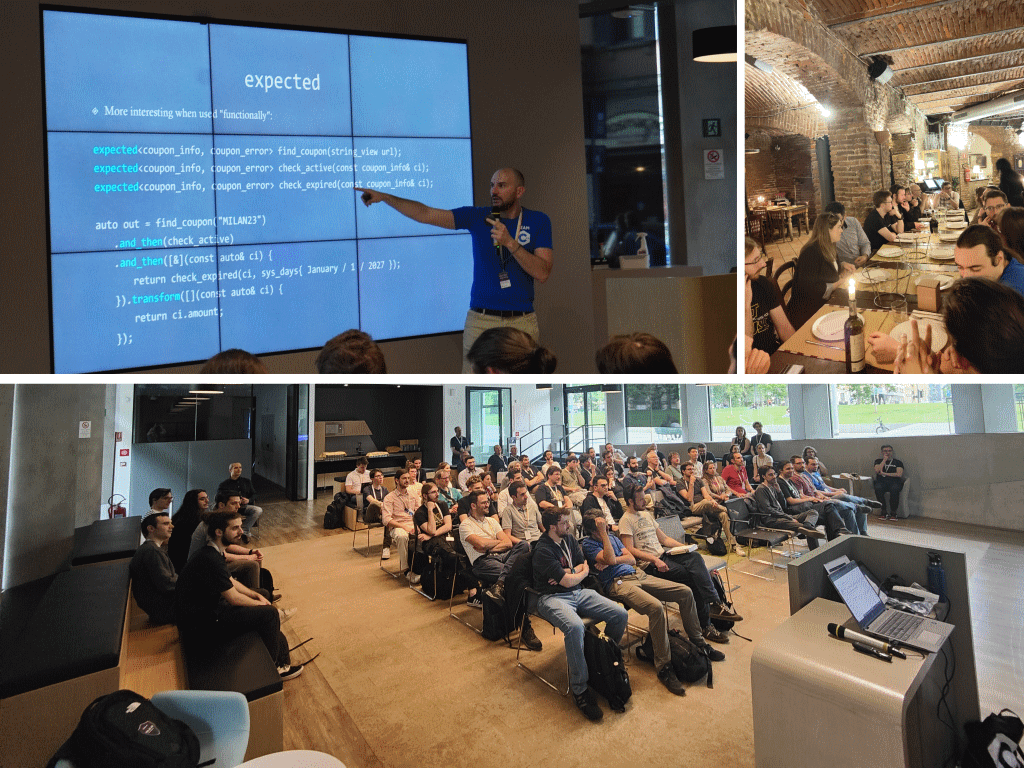 expected
More interesting when used "functionally":
expected<coupon_info, coupon_error> find_coupon(string_view url);
expected<coupon_info, coupon_error> check_active(const coupon_info& ci);
expected<coupon_info, coupon_error> check_expired(const coupon_info& ci);
auto out = find_coupon("MILAN23")
.and_then(check_active)
.and_then([&](const auto& ci) {
return check_expired(ci, sys_days{ January / 1 / 2027 });
}).transform([](const auto& ci) {
return ci.amount;
});